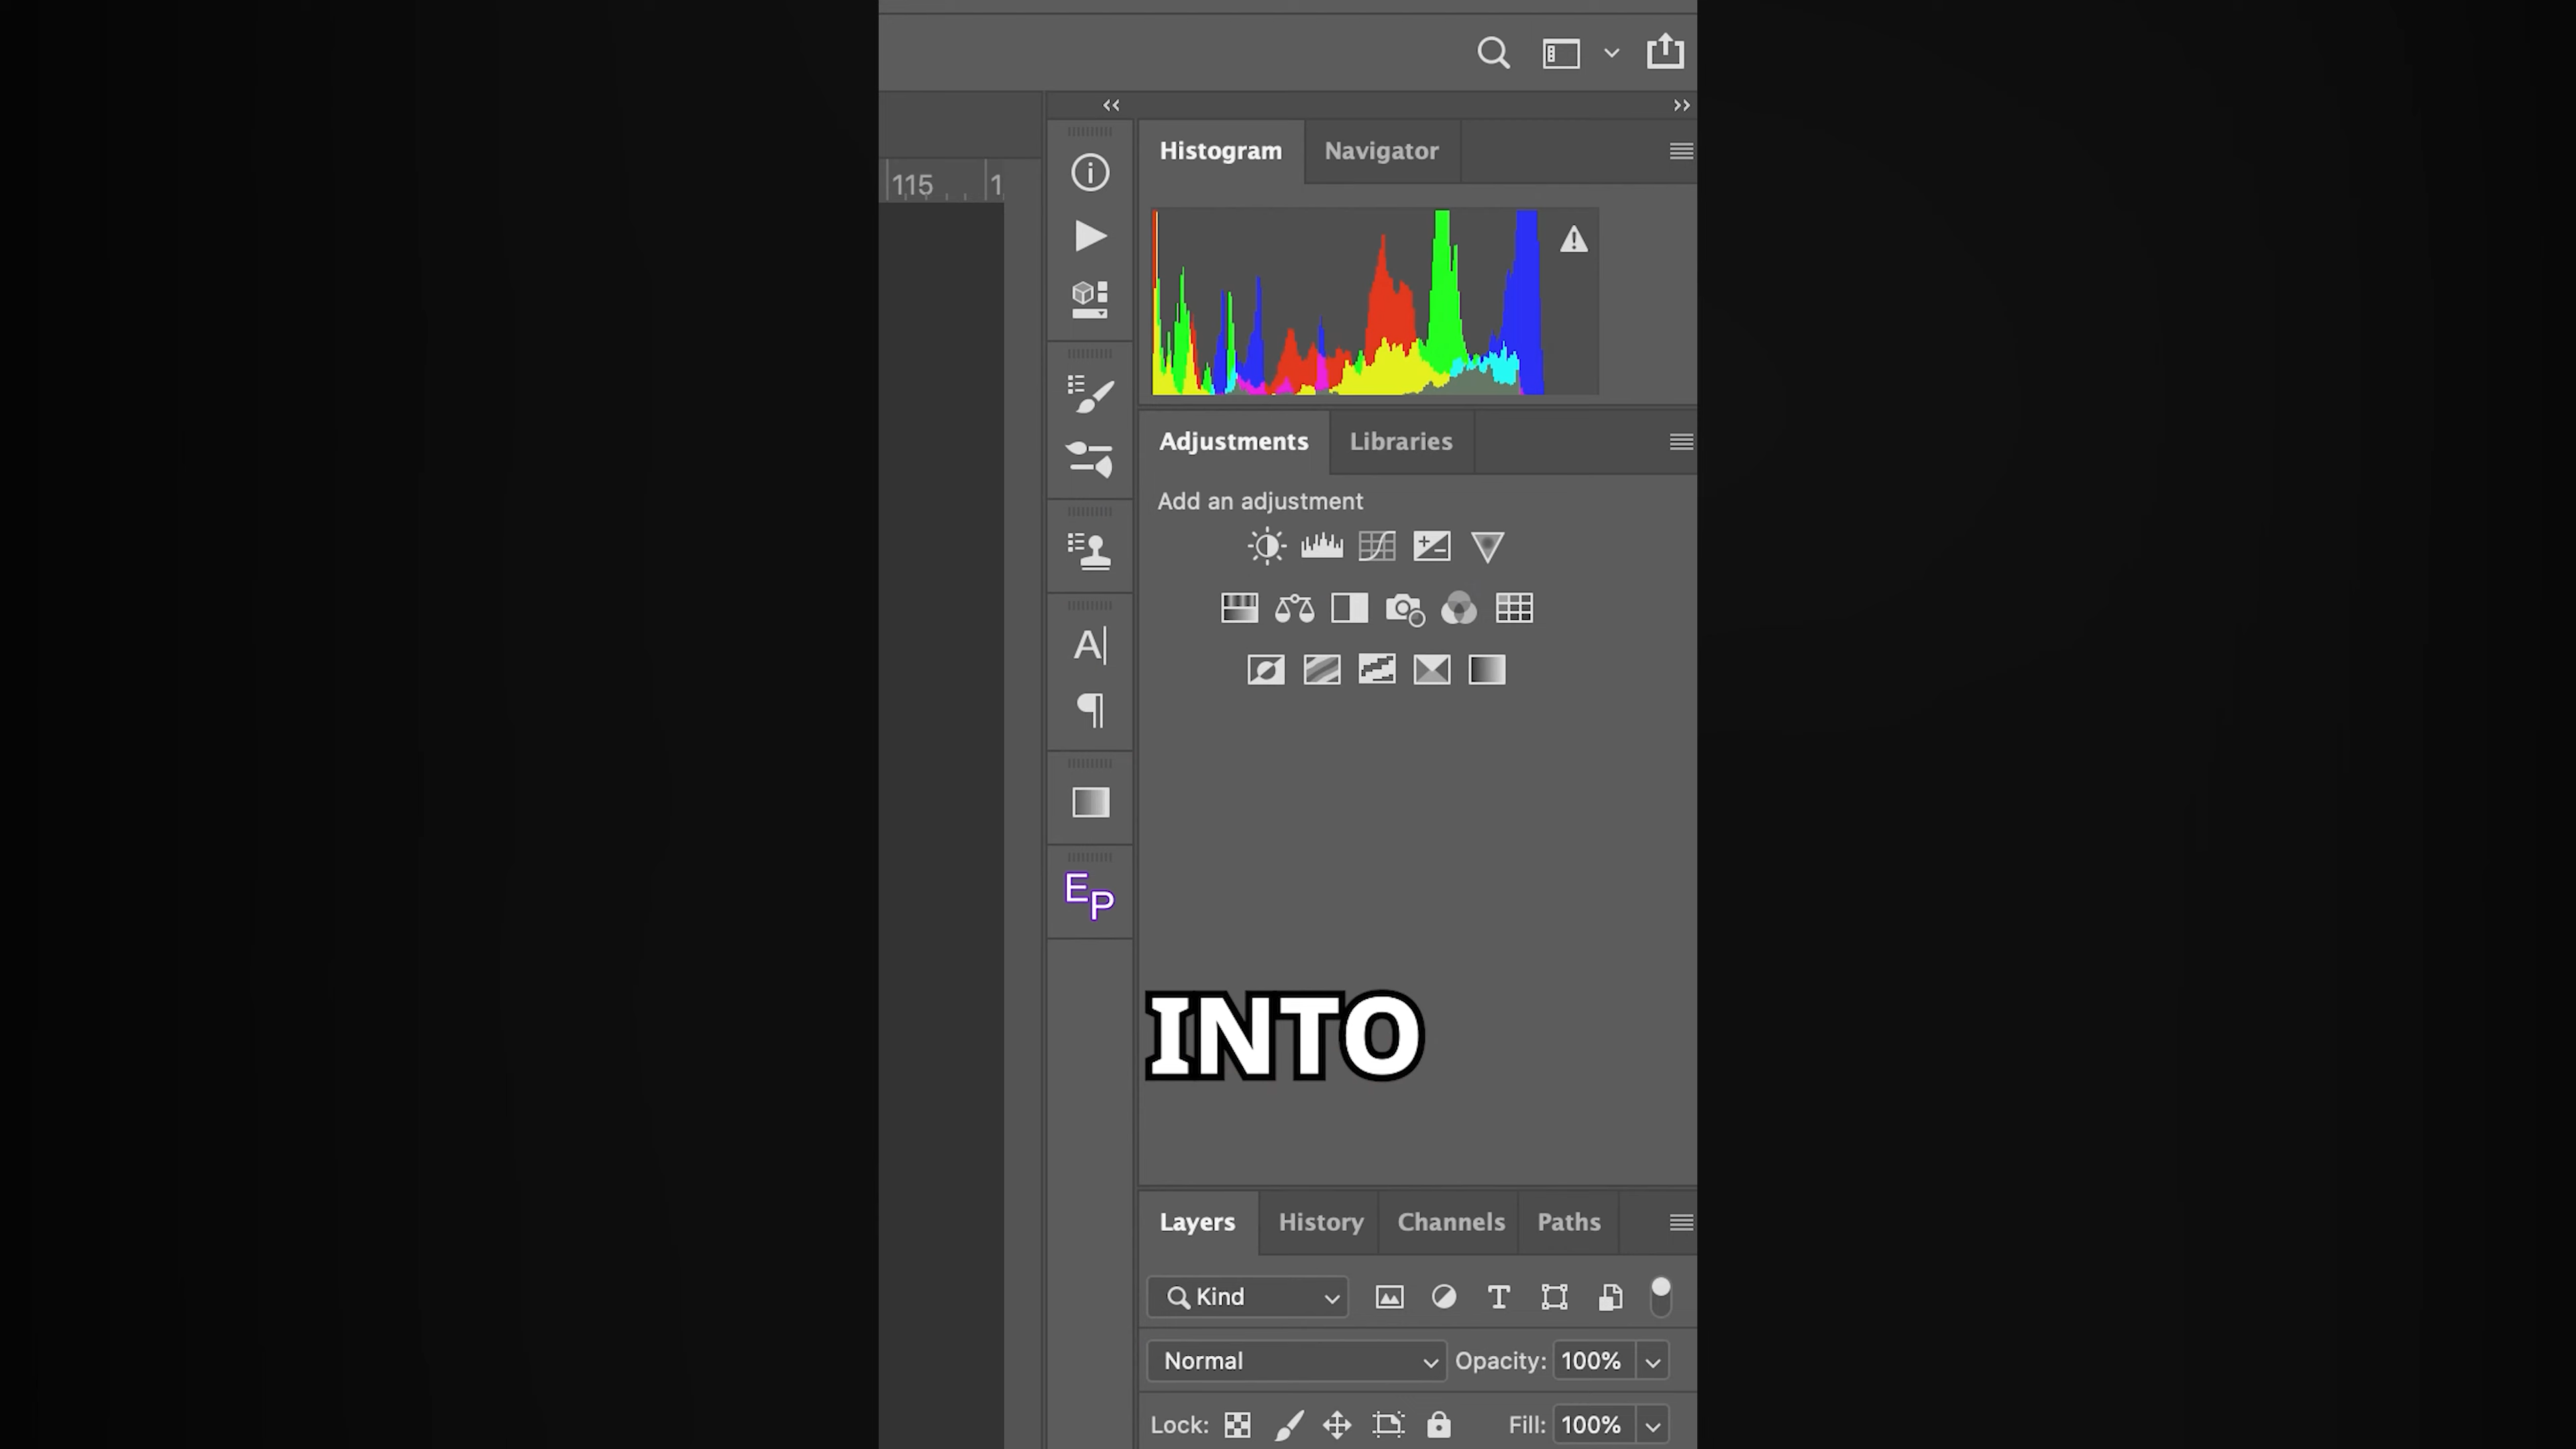 Histogram Navigator
115 1
Adjustments Libraries
Add an adjustment
A
EP
INTO
Layers History Channels Paths
Kind T
Normal Opacity: 100%
Lock: Fill: 100%